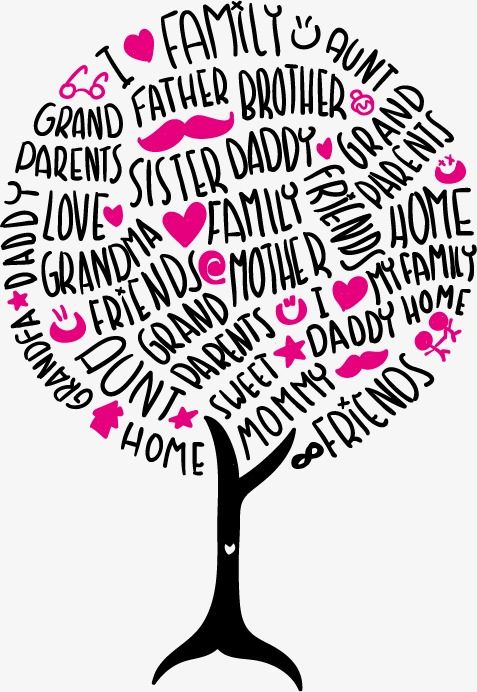 I FAMILY
AUNT
FATHER BROTHER
GRAND
PARENTS
GRAND
PARENTS
SISTER DADDY
DADDY
LOVE
FAMILY
FRIENDS
HOME
GRANDMA
FRIENDS @ MOTHER
MY FAMILY
I
HOME
GRAND
PARENTS
DADDY
GRANDFA
AUNT
SWEET
MOMMY
FRIENDS
HOME